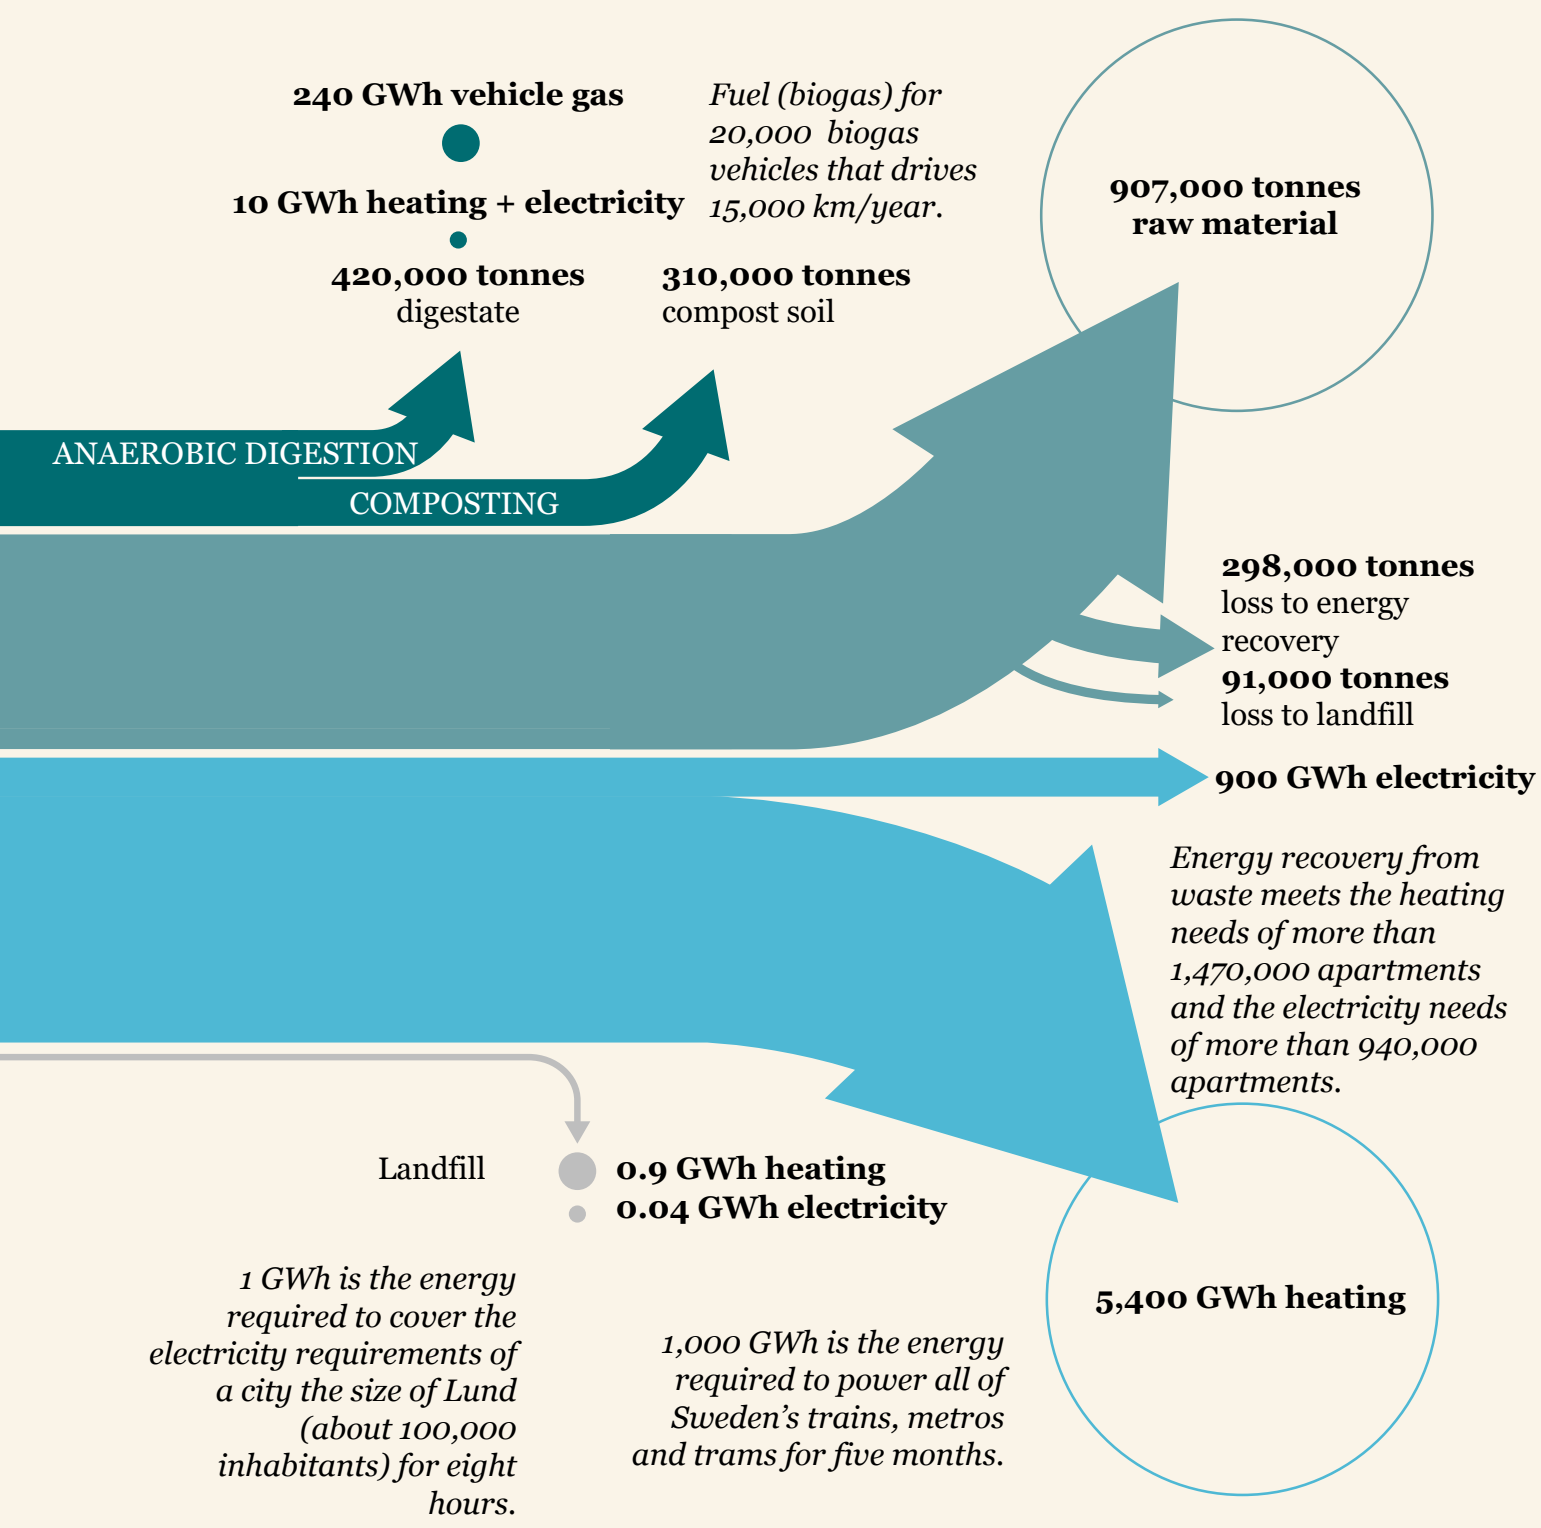 240 GWh vehicle gas
10 GWh heating + electricity
420,000 tonnes
digestate
Fuel (biogas) for
20,000 biogas
vehicles that drives
15,000 km/year.
310,000 tonnes
compost soil
907,000 tonnes
raw material
ANAEROBIC DIGESTION
COMPOSTING
298,000 tonnes
loss to energy
recovery
91,000 tonnes
loss to landfill
900 GWh electricity
Energy recovery from
waste meets the heating
needs of more than
1,470,000 apartments
and the electricity needs
of more than 940,000
apartments.
Landfill
0.9 GWh heating
0.04 GWh electricity
1 GWh is the energy
required to cover the
electricity requirements of
a city the size of Lund
(about 100,000
inhabitants) for eight
hours.
1,000 GWh is the energy
required to power all of
Sweden’s trains, metros
and trams for five months.
5,400 GWh heating